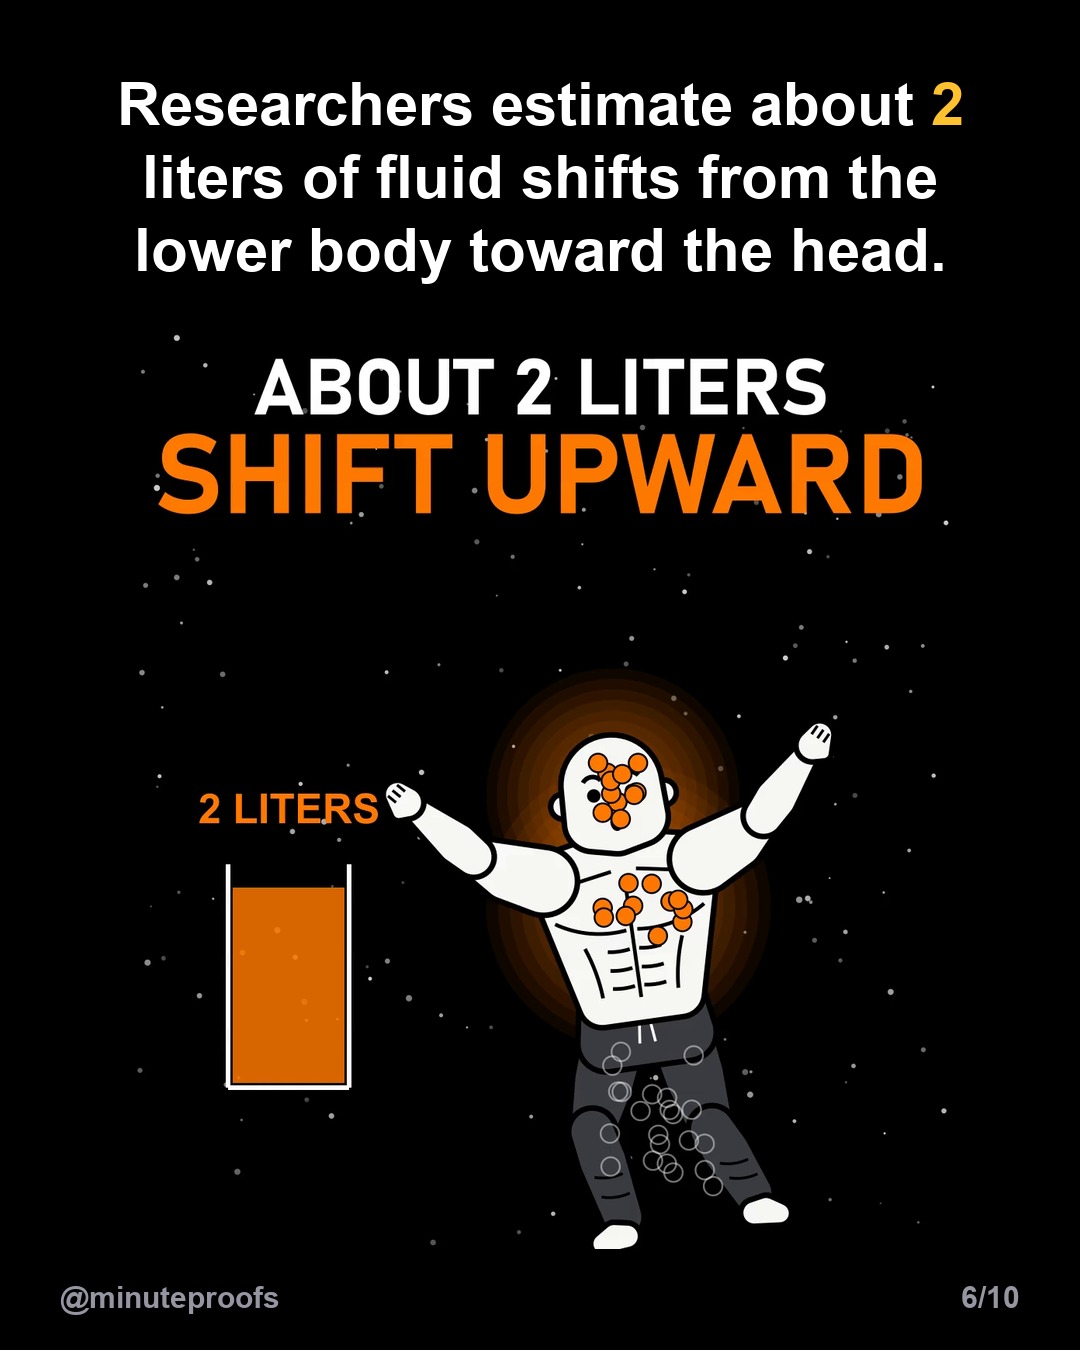 Researchers estimate about 2
liters of fluid shifts from the
lower body toward the head.
ABOUT 2 LITERS
SHIFT UPWARD
2 LITERS
@minuteproofs
6/10